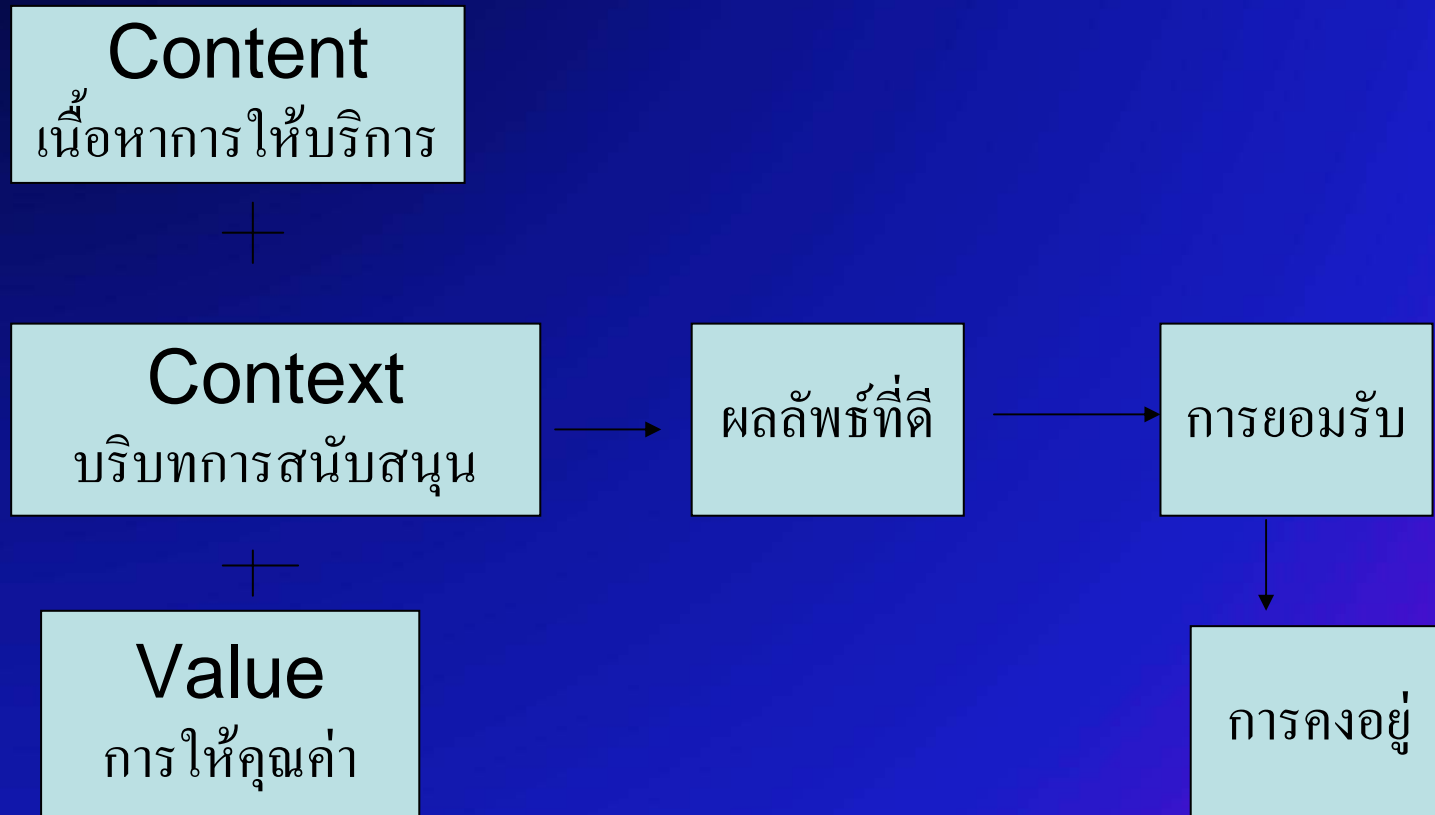 Content
เนื้อหาการให้บริการ
Context
บริบทการสนับสนุน
Value
การให้คุณค่า
ผลลัพธ์ที่ดี
การยอมรับ
การคงอยู่